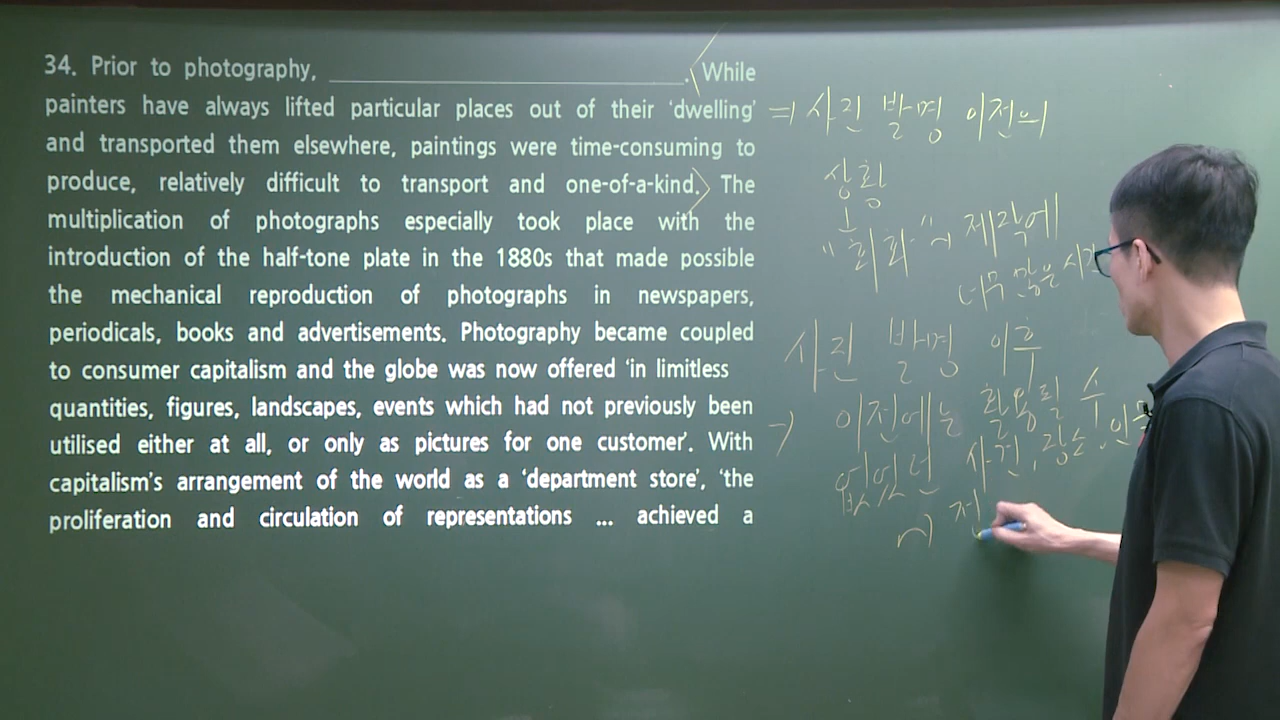 34. Prior to photography, ____________________. While
painters have always lifted particular places out of their ‘dwelling’
and transported them elsewhere, paintings were time-consuming to
produce, relatively difficult to transport and one-of-a-kind. The
multiplication of photographs especially took place with the
introduction of the half-tone plate in the 1880s that made possible
the mechanical reproduction of photographs in newspapers,
periodicals, books and advertisements. Photography became coupled
to consumer capitalism and the globe was now offered ‘in limitless
quantities, figures, landscapes, events which had not previously been
utilised either at all, or only as pictures for one customer’. With
capitalism’s arrangement of the world as a ‘department store’, ‘the
proliferation and circulation of representations ... achieved a
⇒ 사진 발명 이전의
상황
↓
“회화”~ 제작에
너무 많은 시간
사진 발명 이후
→ 이전에는 활용될 수
없었던 사건, 장소, 인물